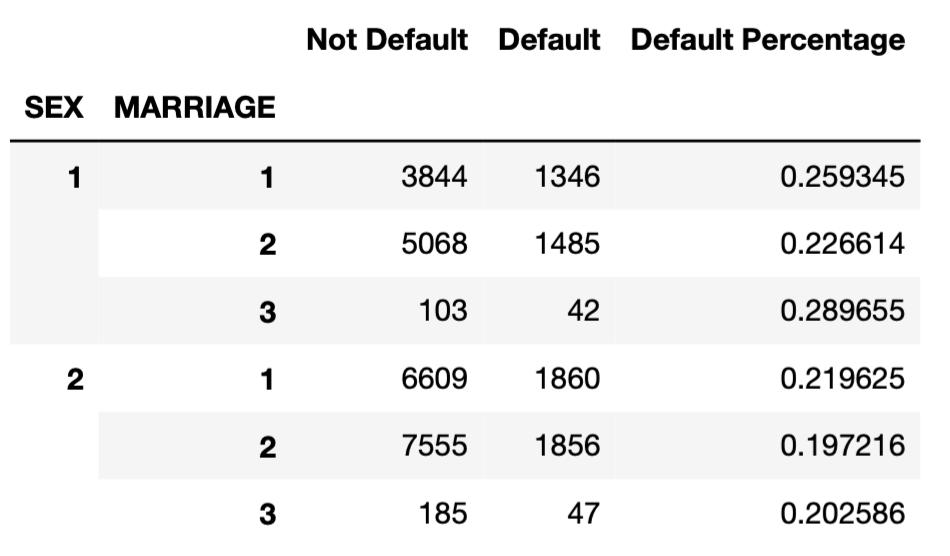 Not Default Default Default Percentage
SEX MARRIAGE
1 1 3844 1346 0.259345
2 5068 1485 0.226614
3 103 42 0.289655
2 1 6609 1860 0.219625
2 7555 1856 0.197216
3 185 47 0.202586